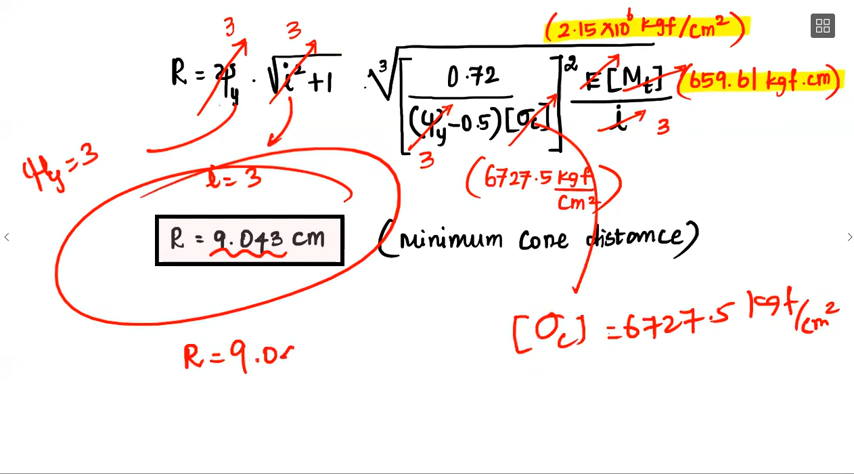 (2.15×10⁶ kgf/cm²)
3 3
R = ψy · √(i²+1) · ³√[0.72 / ((ψy−0.5)[σc])]² E[Mt] / i
(659.61 kgf.cm)
3
3
ψy = 3
i = 3
(6727.5 kgf/cm²)
R = 9.043 cm (minimum cone distance)
[σc] = 6727.5 kgf/cm²
R = 9.0